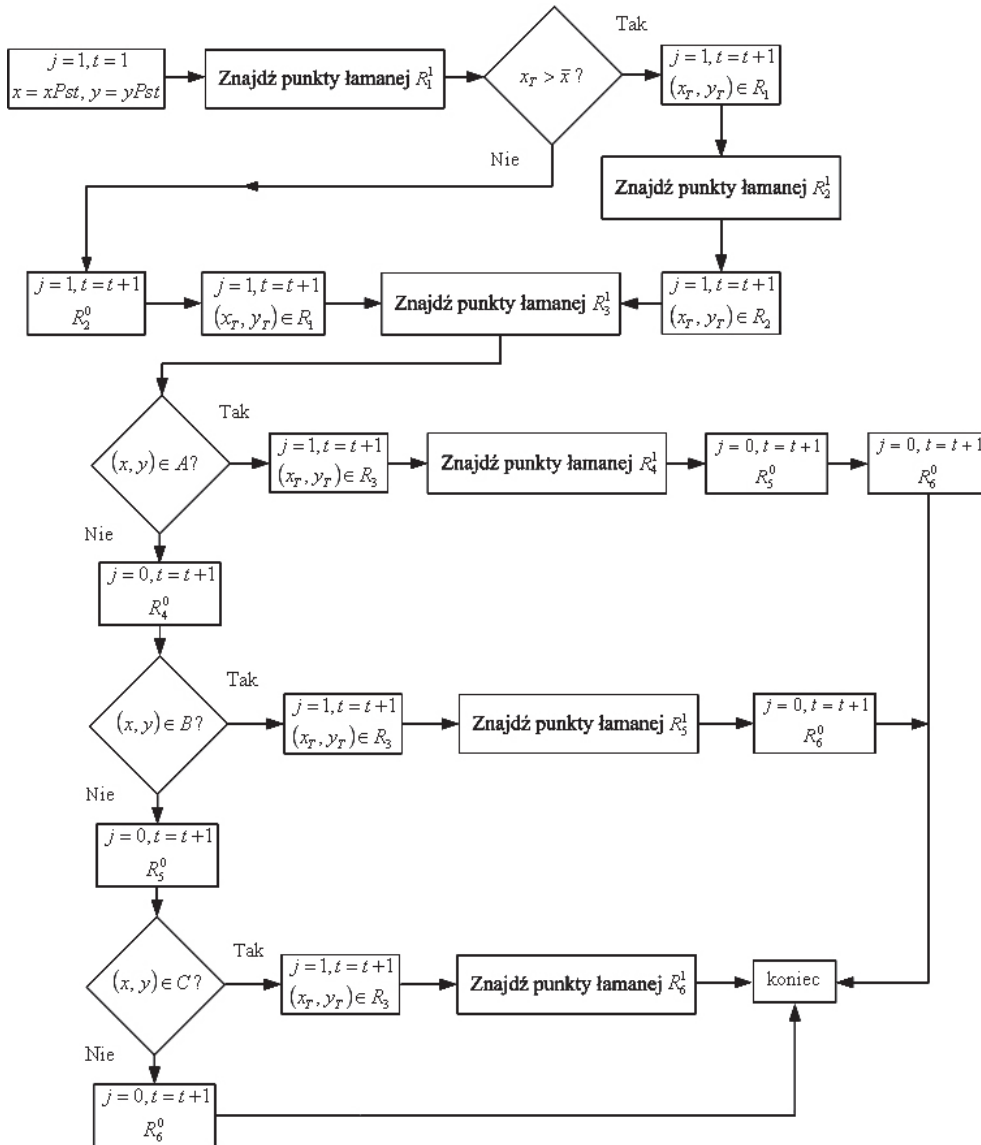 j = 1, t = 1
x = xPst, y = yPst
Znajdź punkty łamanej R₁¹
x_T > x̄ ?
Tak
j = 1, t = t + 1
(x_T, y_T) ∈ R₁
Nie
Znajdź punkty łamanej R₂¹
j = 1, t = t + 1
R₂⁰
j = 1, t = t + 1
(x_T, y_T) ∈ R₁
Znajdź punkty łamanej R₃¹
j = 1, t = t + 1
(x_T, y_T) ∈ R₂
(x, y) ∈ A?
Tak
j = 1, t = t + 1
(x_T, y_T) ∈ R₃
Znajdź punkty łamanej R₄¹
j = 0, t = t + 1
R₅⁰
j = 0, t = t + 1
R₆⁰
Nie
j = 0, t = t + 1
R₄⁰
(x, y) ∈ B?
Tak
j = 1, t = t + 1
(x_T, y_T) ∈ R₃
Znajdź punkty łamanej R₅¹
j = 0, t = t + 1
R₆⁰
Nie
j = 0, t = t + 1
R₅⁰
(x, y) ∈ C?
Tak
j = 1, t = t + 1
(x_T, y_T) ∈ R₃
Znajdź punkty łamanej R₆¹
koniec
Nie
j = 0, t = t + 1
R₆⁰